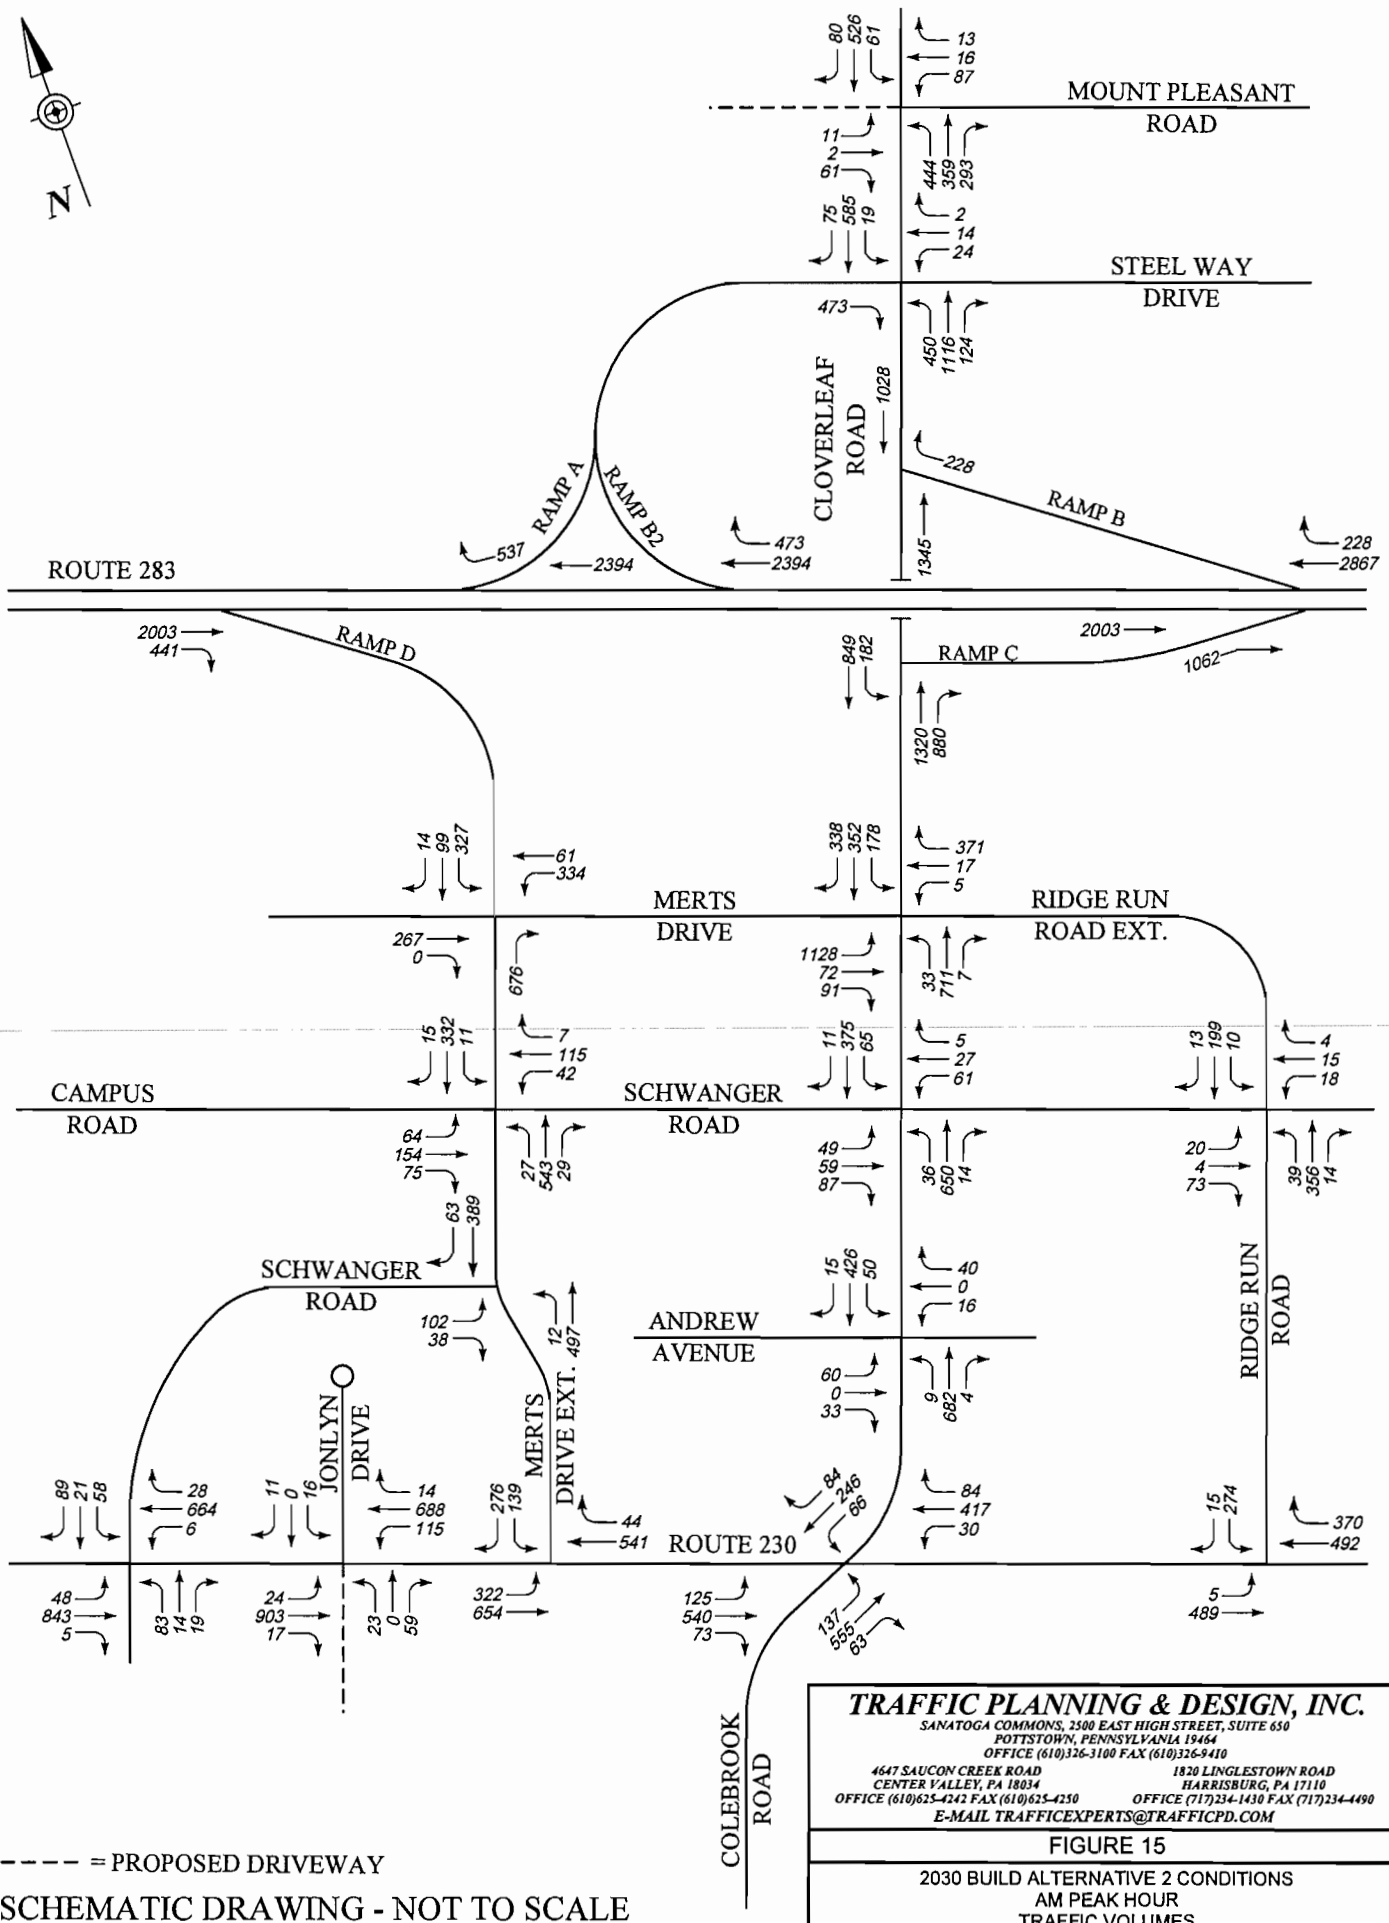 80 526 61
13
16
87
MOUNT PLEASANT
ROAD
11
2
61
444 359 293
75 585 19
2
14
24
STEEL WAY
DRIVE
473
450 1116 124
CLOVERLEAF
ROAD
1028
228
RAMP A
RAMP B2
RAMP B
1345
537
2394
473
2394
228
2867
ROUTE 283
2003
441
RAMP D
849 182
RAMP C
2003
1062
1320 880
14 99 327
61
334
338 352 178
371
17
5
MERTS
DRIVE
RIDGE RUN
ROAD EXT.
267
0
676
1128
72
91
33 711 7
15 332 11
7
115
42
11 375 65
5
27
61
13 199 10
4
15
18
CAMPUS
ROAD
SCHWANGER
ROAD
64
154
75
27 543 29
49
59
87
36 650 14
20
4
73
39 356 14
63 389
SCHWANGER
ROAD
102
38
12 497
15 426 50
40
0
16
ANDREW
AVENUE
60
0
33
9 682 4
RIDGE RUN
ROAD
JONLYN
DRIVE
MERTS
DRIVE EXT.
89 21 58
28
664
6
11 0 16
14
688
115
276 139
44
541
ROUTE 230
84 246 66
84
417
30
15 274
370
492
48
843
5
83 14 19
24
903
17
23 0 59
322
654
125
540
73
137 555 63
5
489
COLEBROOK
ROAD
N
TRAFFIC PLANNING & DESIGN, INC.
SANATOGA COMMONS, 2500 EAST HIGH STREET, SUITE 650
POTTSTOWN, PENNSYLVANIA 19464
OFFICE (610)326-3100 FAX (610)326-9410
4647 SAUCON CREEK ROAD
CENTER VALLEY, PA 18034
OFFICE (610)625-4242 FAX (610)625-4250
1820 LINGLESTOWN ROAD
HARRISBURG, PA 17110
OFFICE (717)234-1430 FAX (717)234-4490
E-MAIL TRAFFICEXPERTS@TRAFFICPD.COM
FIGURE 15
2030 BUILD ALTERNATIVE 2 CONDITIONS
AM PEAK HOUR
TRAFFIC VOLUMES
= PROPOSED DRIVEWAY
SCHEMATIC DRAWING - NOT TO SCALE